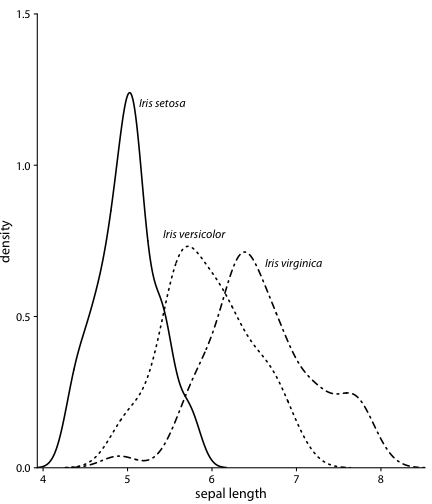 1.5
Iris setosa
1.0
Iris versicolor
density
Iris virginica
0.5
0.0
4 5 6 7 8
sepal length